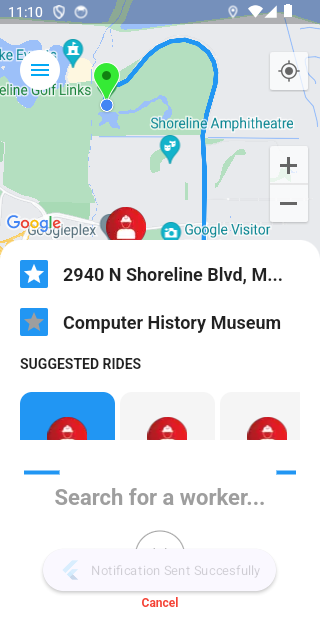 11:10
ke Ev
eline Golf Links
Shoreline Amphitheatre
Google
Googleplex
Google Visitor
2940 N Shoreline Blvd, M...
Computer History Museum
SUGGESTED RIDES
Search for a worker...
Notification Sent Succesfully
Cancel